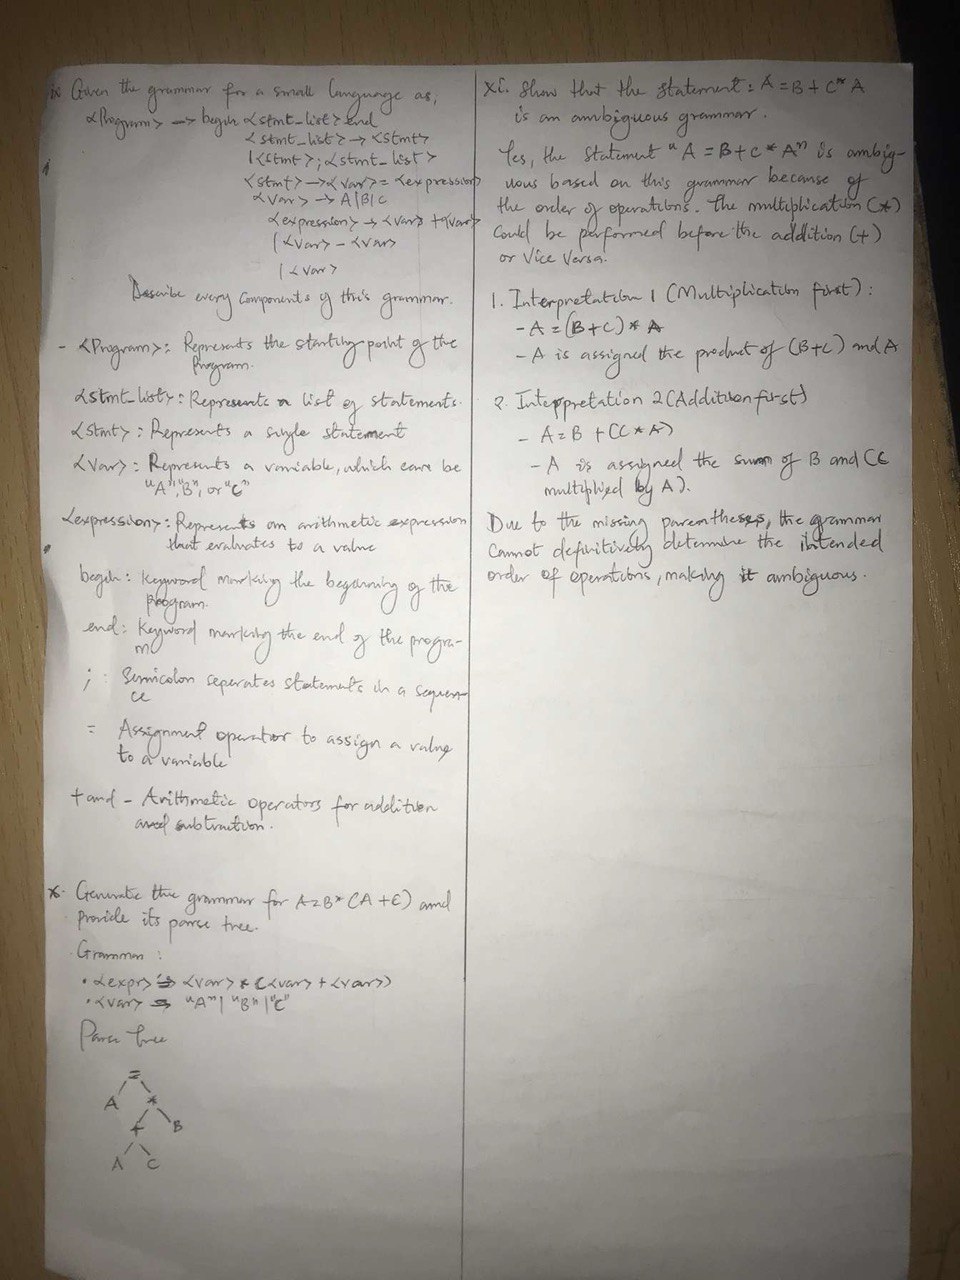 ix Given the grammar for a small language as,
<Program> → begin <stmt_list> end
<stmt_list> → <stmt>
|<stmt>; <stmt_list>
<stmt> → <var> = <expression>
<var> → A|B|C
<expression> → <var> + <var>
| <var> - <var>
| <var>
Describe every components of this grammar.
- <Program>: Represents the starting point of the
Program.
<stmt_list>: Represents a list of statements.
<stmt>: Represents a single statement
<var>: Represents a variable, which can be
"A", "B", or "C"
<expression>: Represents an arithmetic expression
that evaluates to a value
begin: Keyword marking the beginning of the
program.
end: Keyword marking the end of the progra-
m
; : Semicolon seperates statements in a sequen-
ce
= Assignment operator to assign a value
to a variable
+ and - Arithmetic operators for addition
and subtraction.
x. Generate the grammar for A=B*(A+C) and
Provide its parse tree.
Grammar:
• <expr> → <var> * (<var> + <var>)
• <var> → "A" | "B" | "C"
Parse tree
=
A *
+ B
A C
xi. Show that the statement: A = B + C * A
is an ambiguous grammar.
Yes, the statement "A = B + C * A" is ambig-
uous based on this grammar because of
the order of operations. The multiplication (*)
could be performed before the addition (+)
or Vice Versa.
1. Interpretation 1 (Multiplication first):
- A = (B+C) * A
- A is assigned the product of (B+C) and A
2. Interpretation 2 (Addition first)
- A = B + (C * A)
- A is assigned the sum of B and (C
multiplied by A).
Due to the missing parentheses, the grammar
cannot definitively determine the intended
order of operations, making it ambiguous.